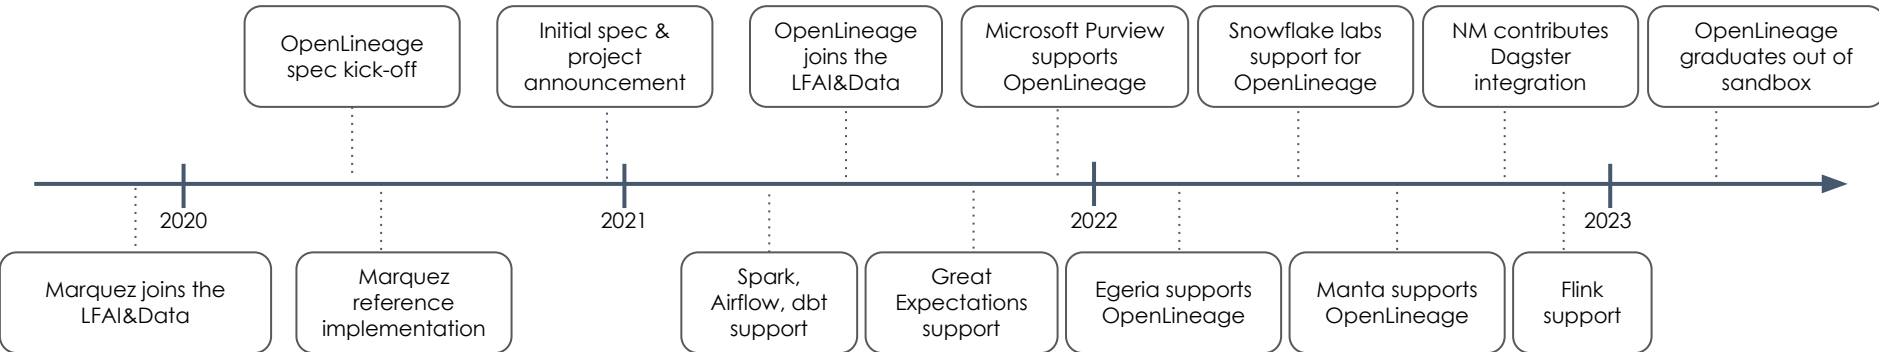 OpenLineage
spec kick-off
Initial spec &
project
announcement
OpenLineage
joins the
LFAI&Data
Microsoft Purview
supports
OpenLineage
Snowflake labs
support for
OpenLineage
NM contributes
Dagster
integration
OpenLineage
graduates out of
sandbox
2020
2021
2022
2023
Marquez joins the
LFAI&Data
Marquez
reference
implementation
Spark,
Airflow, dbt
support
Great
Expectations
support
Egeria supports
OpenLineage
Manta supports
OpenLineage
Flink
support